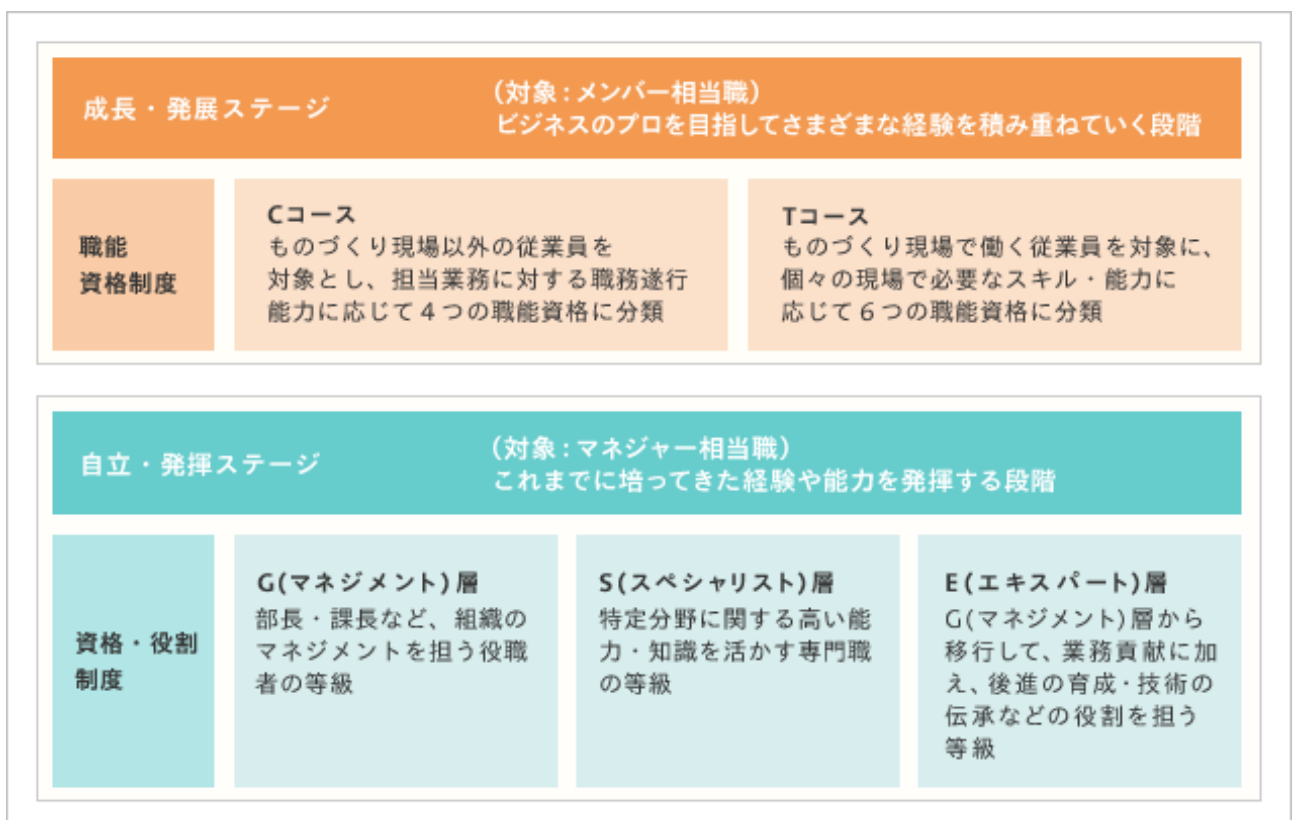 成長・発展ステージ
(対象:メンバー相当職)
ビジネスのプロを目指してさまざまな経験を積み重ねていく段階
職能
資格制度
Cコース
ものづくり現場以外の従業員を
対象とし、担当業務に対する職務遂行
能力に応じて4つの職能資格に分類
Tコース
ものづくり現場で働く従業員を対象に、
個々の現場で必要なスキル・能力に
応じて6つの職能資格に分類
自立・発揮ステージ
(対象:マネジャー相当職)
これまでに培ってきた経験や能力を発揮する段階
資格・役割
制度
G(マネジメント)層
部長・課長など、組織の
マネジメントを担う役職
者の等級
S(スペシャリスト)層
特定分野に関する高い能
力・知識を活かす専門職
の等級
E(エキスパート)層
G(マネジメント)層から
移行して、業務貢献に加
え、後進の育成・技術の
伝承などの役割を担う
等級